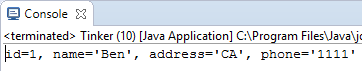 Console
<terminated> Tinker (10) [Java Application] C:\Program Files\Java\j
id=1, name='Ben', address='CA', phone='1111'